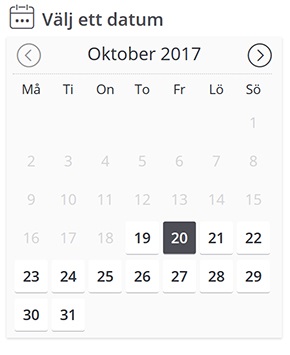 Välj ett datum
Oktober 2017
Må Ti On To Fr Lö Sö
1
2 3 4 5 6 7 8
9 10 11 12 13 14 15
16 17 18 19 20 21 22
23 24 25 26 27 28 29
30 31